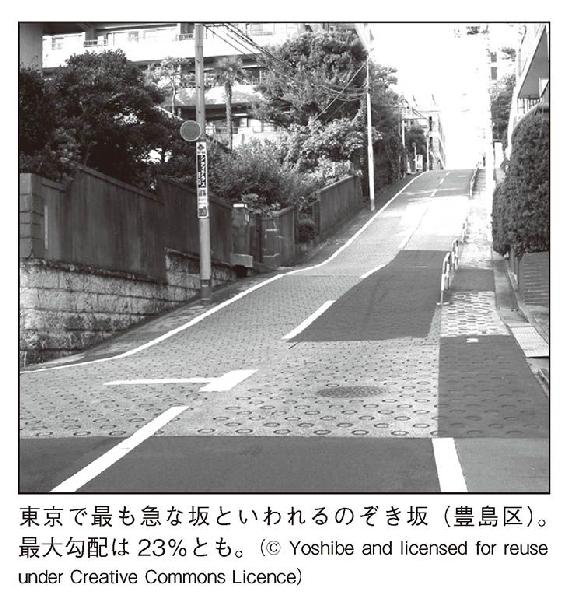 東京で最も急な坂といわれるのぞき坂（豊島区）。
最大勾配は23%とも。（© Yoshibe and licensed for reuse
under Creative Commons Licence）